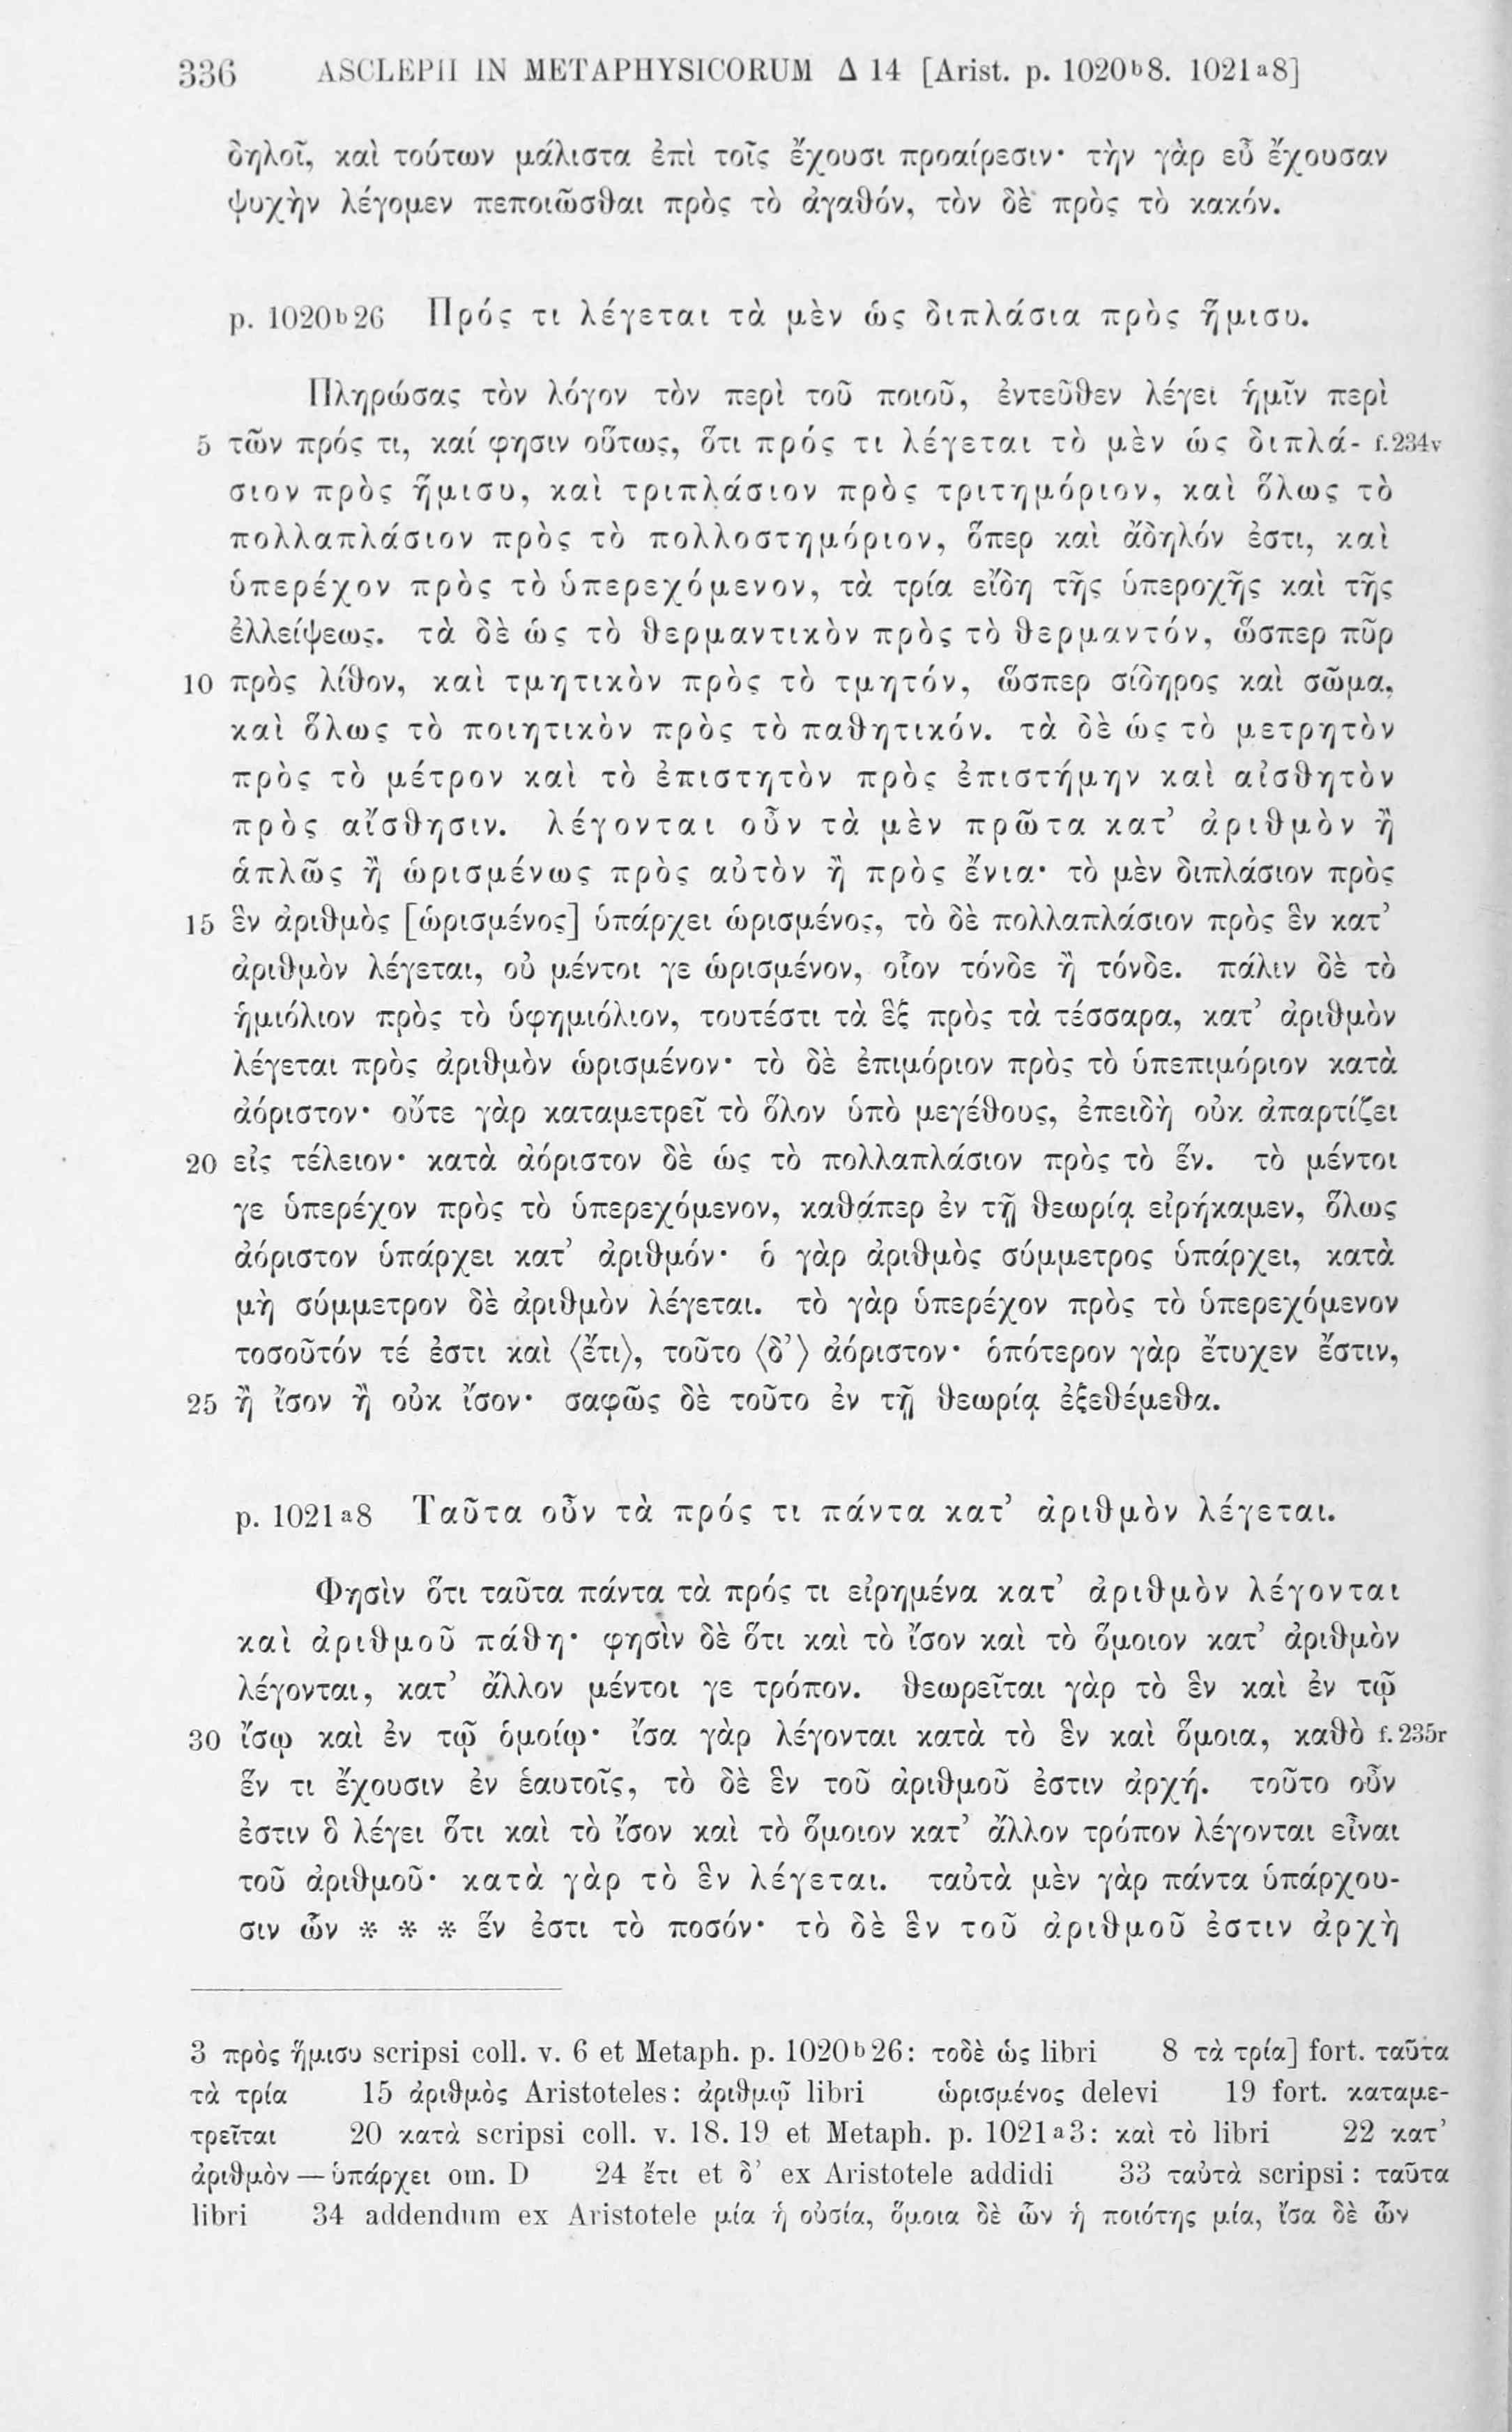 336 ASCLEPII IN METAPHYSICORUM Δ 14 [Arist. p. 1020ᵇ8. 1021ᵃ8]
δηλοῖ, καὶ τούτων μάλιστα ἐπὶ τοῖς ἔχουσι προαίρεσιν· τὴν γὰρ εὖ ἔχουσαν
ψυχὴν λέγομεν πεποιῶσθαι πρὸς τὸ ἀγαθόν, τὸν δὲ πρὸς τὸ κακόν.
p. 1020ᵇ26 Πρός τι λέγεται τὰ μὲν ὡς διπλάσια πρὸς ἥμισυ.
Πληρώσας τὸν λόγον τὸν περὶ τοῦ ποιοῦ, ἐντεῦθεν λέγει ἡμῖν περὶ
5 τῶν πρός τι, καί φησιν οὕτως, ὅτι πρός τι λέγεται τὸ μὲν ὡς διπλά- f.234v
σιον πρὸς ἥμισυ, καὶ τριπλάσιον πρὸς τριτημόριον, καὶ ὅλως τὸ
πολλαπλάσιον πρὸς τὸ πολλοστημόριον, ὅπερ καὶ ἄδηλόν ἐστι, καὶ
ὑπερέχον πρὸς τὸ ὑπερεχόμενον, τὰ τρία εἴδη τῆς ὑπεροχῆς καὶ τῆς
ἐλλείψεως. τὰ δὲ ὡς τὸ θερμαντικὸν πρὸς τὸ θερμαντόν, ὥσπερ πῦρ
10 πρὸς λίθον, καὶ τμητικὸν πρὸς τὸ τμητόν, ὥσπερ σίδηρος καὶ σῶμα,
καὶ ὅλως τὸ ποιητικὸν πρὸς τὸ παθητικόν. τὰ δὲ ὡς τὸ μετρητὸν
πρὸς τὸ μέτρον καὶ τὸ ἐπιστητὸν πρὸς ἐπιστήμην καὶ αἰσθητὸν
πρὸς αἴσθησιν. λέγονται οὖν τὰ μὲν πρῶτα κατ’ ἀριθμὸν ἢ
ἁπλῶς ἢ ὡρισμένως πρὸς αὐτὸν ἢ πρὸς ἔνια· τὸ μὲν διπλάσιον πρὸς
15 ἓν ἀριθμὸς [ὡρισμένος] ὑπάρχει ὡρισμένος, τὸ δὲ πολλαπλάσιον πρὸς ἓν κατ’
ἀριθμὸν λέγεται, οὐ μέντοι γε ὡρισμένον, οἷον τόνδε ἢ τόνδε. πάλιν δὲ τὸ
ἡμιόλιον πρὸς τὸ ὑφημιόλιον, τουτέστι τὰ ἓξ πρὸς τὰ τέσσαρα, κατ’ ἀριθμὸν
λέγεται πρὸς ἀριθμὸν ὡρισμένον· τὸ δὲ ἐπιμόριον πρὸς τὸ ὑπεπιμόριον κατὰ
ἀόριστον· οὔτε γὰρ καταμετρεῖ τὸ ὅλον ὑπὸ μεγέθους, ἐπειδὴ οὐκ ἀπαρτίζει
20 εἰς τέλειον· κατὰ ἀόριστον δὲ ὡς τὸ πολλαπλάσιον πρὸς τὸ ἕν. τὸ μέντοι
γε ὑπερέχον πρὸς τὸ ὑπερεχόμενον, καθάπερ ἐν τῇ θεωρίᾳ εἰρήκαμεν, ὅλως
ἀόριστον ὑπάρχει κατ’ ἀριθμόν· ὁ γὰρ ἀριθμὸς σύμμετρος ὑπάρχει, κατὰ
μὴ σύμμετρον δὲ ἀριθμὸν λέγεται. τὸ γὰρ ὑπερέχον πρὸς τὸ ὑπερεχόμενον
τοσοῦτόν τέ ἐστι καὶ ⟨ἔτι⟩, τοῦτο ⟨δ’⟩ ἀόριστον· ὁπότερον γὰρ ἔτυχεν ἔστιν,
25 ἢ ἴσον ἢ οὐκ ἴσον· σαφῶς δὲ τοῦτο ἐν τῇ θεωρίᾳ ἐξεθέμεθα.
p. 1021ᵃ8 Ταῦτα οὖν τὰ πρός τι πάντα κατ’ ἀριθμὸν λέγεται.
Φησὶν ὅτι ταῦτα πάντα τὰ πρός τι εἰρημένα κατ’ ἀριθμὸν λέγονται
καὶ ἀριθμοῦ πάθη· φησὶν δὲ ὅτι καὶ τὸ ἴσον καὶ τὸ ὅμοιον κατ’ ἀριθμὸν
λέγονται, κατ’ ἄλλον μέντοι γε τρόπον. θεωρεῖται γὰρ τὸ ἓν καὶ ἐν τῷ
30 ἴσῳ καὶ ἐν τῷ ὁμοίῳ· ἴσα γὰρ λέγονται κατὰ τὸ ἓν καὶ ὅμοια, καθὸ f.235r
ἕν τι ἔχουσιν ἐν ἑαυτοῖς, τὸ δὲ ἓν τοῦ ἀριθμοῦ ἐστιν ἀρχή. τοῦτο οὖν
ἐστιν ὃ λέγει ὅτι καὶ τὸ ἴσον καὶ τὸ ὅμοιον κατ’ ἄλλον τρόπον λέγονται εἶναι
τοῦ ἀριθμοῦ· κατὰ γὰρ τὸ ἓν λέγεται. ταὐτὰ μὲν γὰρ πάντα ὑπάρχου-
σιν ὧν * * * ἕν ἐστι τὸ ποσόν· τὸ δὲ ἓν τοῦ ἀριθμοῦ ἐστιν ἀρχὴ
3 πρὸς ἥμισυ scripsi coll. v. 6 et Metaph. p. 1020ᵇ26: τοδὲ ὡς libri 8 τὰ τρία] fort. ταῦτα
τὰ τρία 15 ἀριθμὸς Aristoteles: ἀριθμῷ libri ὡρισμένος delevi 19 fort. καταμε-
τρεῖται 20 κατὰ scripsi coll. v. 18. 19 et Metaph. p. 1021ᵃ3: καὶ τὸ libri 22 κατ’
ἀριθμὸν — ὑπάρχει om. D 24 ἔτι et δ’ ex Aristotele addidi 33 ταὐτὰ scripsi: ταῦτα
libri 34 addendum ex Aristotele μία ἡ οὐσία, ὅμοια δὲ ὧν ἡ ποιότης μία, ἴσα δὲ ὧν